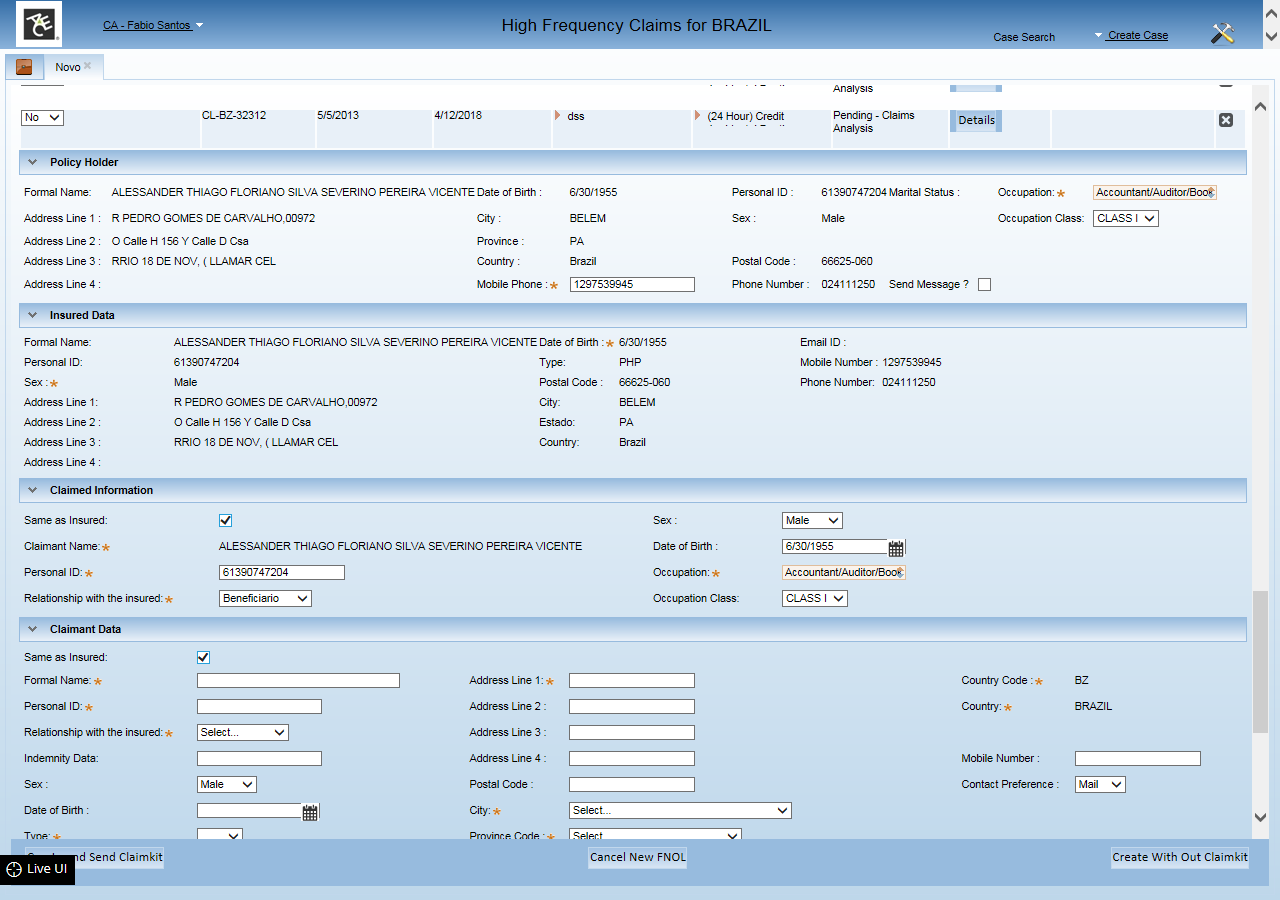 ACE
CA - Fabio Santos
High Frequency Claims for BRAZIL
Case Search
Create Case
Novo
Analysis
No
CL-BZ-32312
5/5/2013
4/12/2018
dss
(24 Hour) Credit
Pending - Claims
Analysis
Details
Policy Holder
Formal Name: ALESSANDER THIAGO FLORIANO SILVA SEVERINO PEREIRA VICENTE Date of Birth : 6/30/1955 Personal ID : 61390747204 Marital Status : Occupation: * Accountant/Auditor/Book
Address Line 1 : R PEDRO GOMES DE CARVALHO,00972 City : BELEM Sex : Male Occupation Class: CLASS I
Address Line 2 : O Calle H 156 Y Calle D Csa Province : PA
Address Line 3 : RRIO 18 DE NOV, ( LLAMAR CEL Country : Brazil Postal Code : 66625-060
Address Line 4 : Mobile Phone : * 1297539945 Phone Number : 024111250 Send Message ?
Insured Data
Formal Name: ALESSANDER THIAGO FLORIANO SILVA SEVERINO PEREIRA VICENTE Date of Birth : * 6/30/1955 Email ID :
Personal ID: 61390747204 Type: PHP Mobile Number : 1297539945
Sex : * Male Postal Code : 66625-060 Phone Number: 024111250
Address Line 1: R PEDRO GOMES DE CARVALHO,00972 City: BELEM
Address Line 2 : O Calle H 156 Y Calle D Csa Estado: PA
Address Line 3 : RRIO 18 DE NOV, ( LLAMAR CEL Country: Brazil
Address Line 4 :
Claimed Information
Same as Insured: Sex : Male
Claimant Name: * ALESSANDER THIAGO FLORIANO SILVA SEVERINO PEREIRA VICENTE Date of Birth : 6/30/1955
Personal ID: * 61390747204 Occupation: * Accountant/Auditor/Book
Relationship with the insured: * Beneficiario Occupation Class: CLASS I
Claimant Data
Same as Insured:
Formal Name: * Address Line 1: * Country Code : * BZ
Personal ID: * Address Line 2 : Country: * BRAZIL
Relationship with the insured: * Select... Address Line 3 :
Indemnity Data: Address Line 4 : Mobile Number :
Sex : Male Postal Code : Contact Preference : Mail
Date of Birth : City: * Select...
Type: * Province Code : * Select
nd Send Claimkit
Cancel New FNOL
Create With Out Claimkit
Live UI